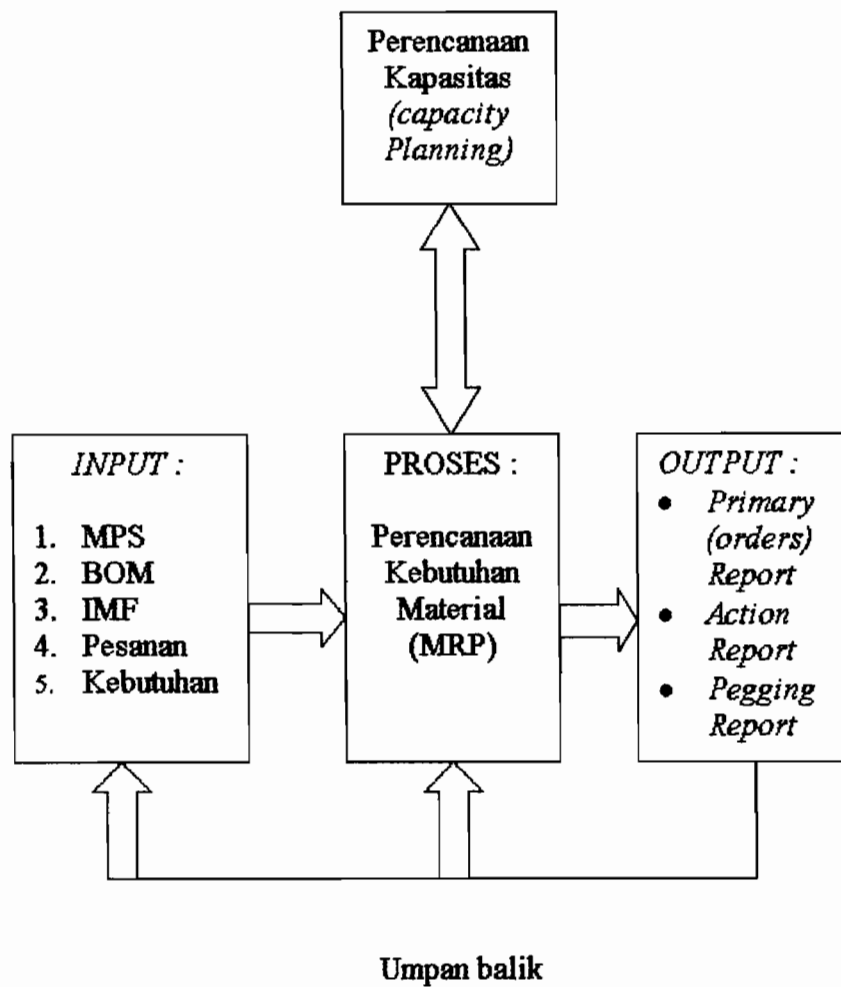 Perencanaan
Kapasitas
(capacity
Planning)
INPUT :
1. MPS
2. BOM
3. IMF
4. Pesanan
5. Kebutuhan
PROSES :
Perencanaan
Kebutuhan
Material
(MRP)
OUTPUT :
● Primary
(orders)
Report
● Action
Report
● Pegging
Report
Umpan balik